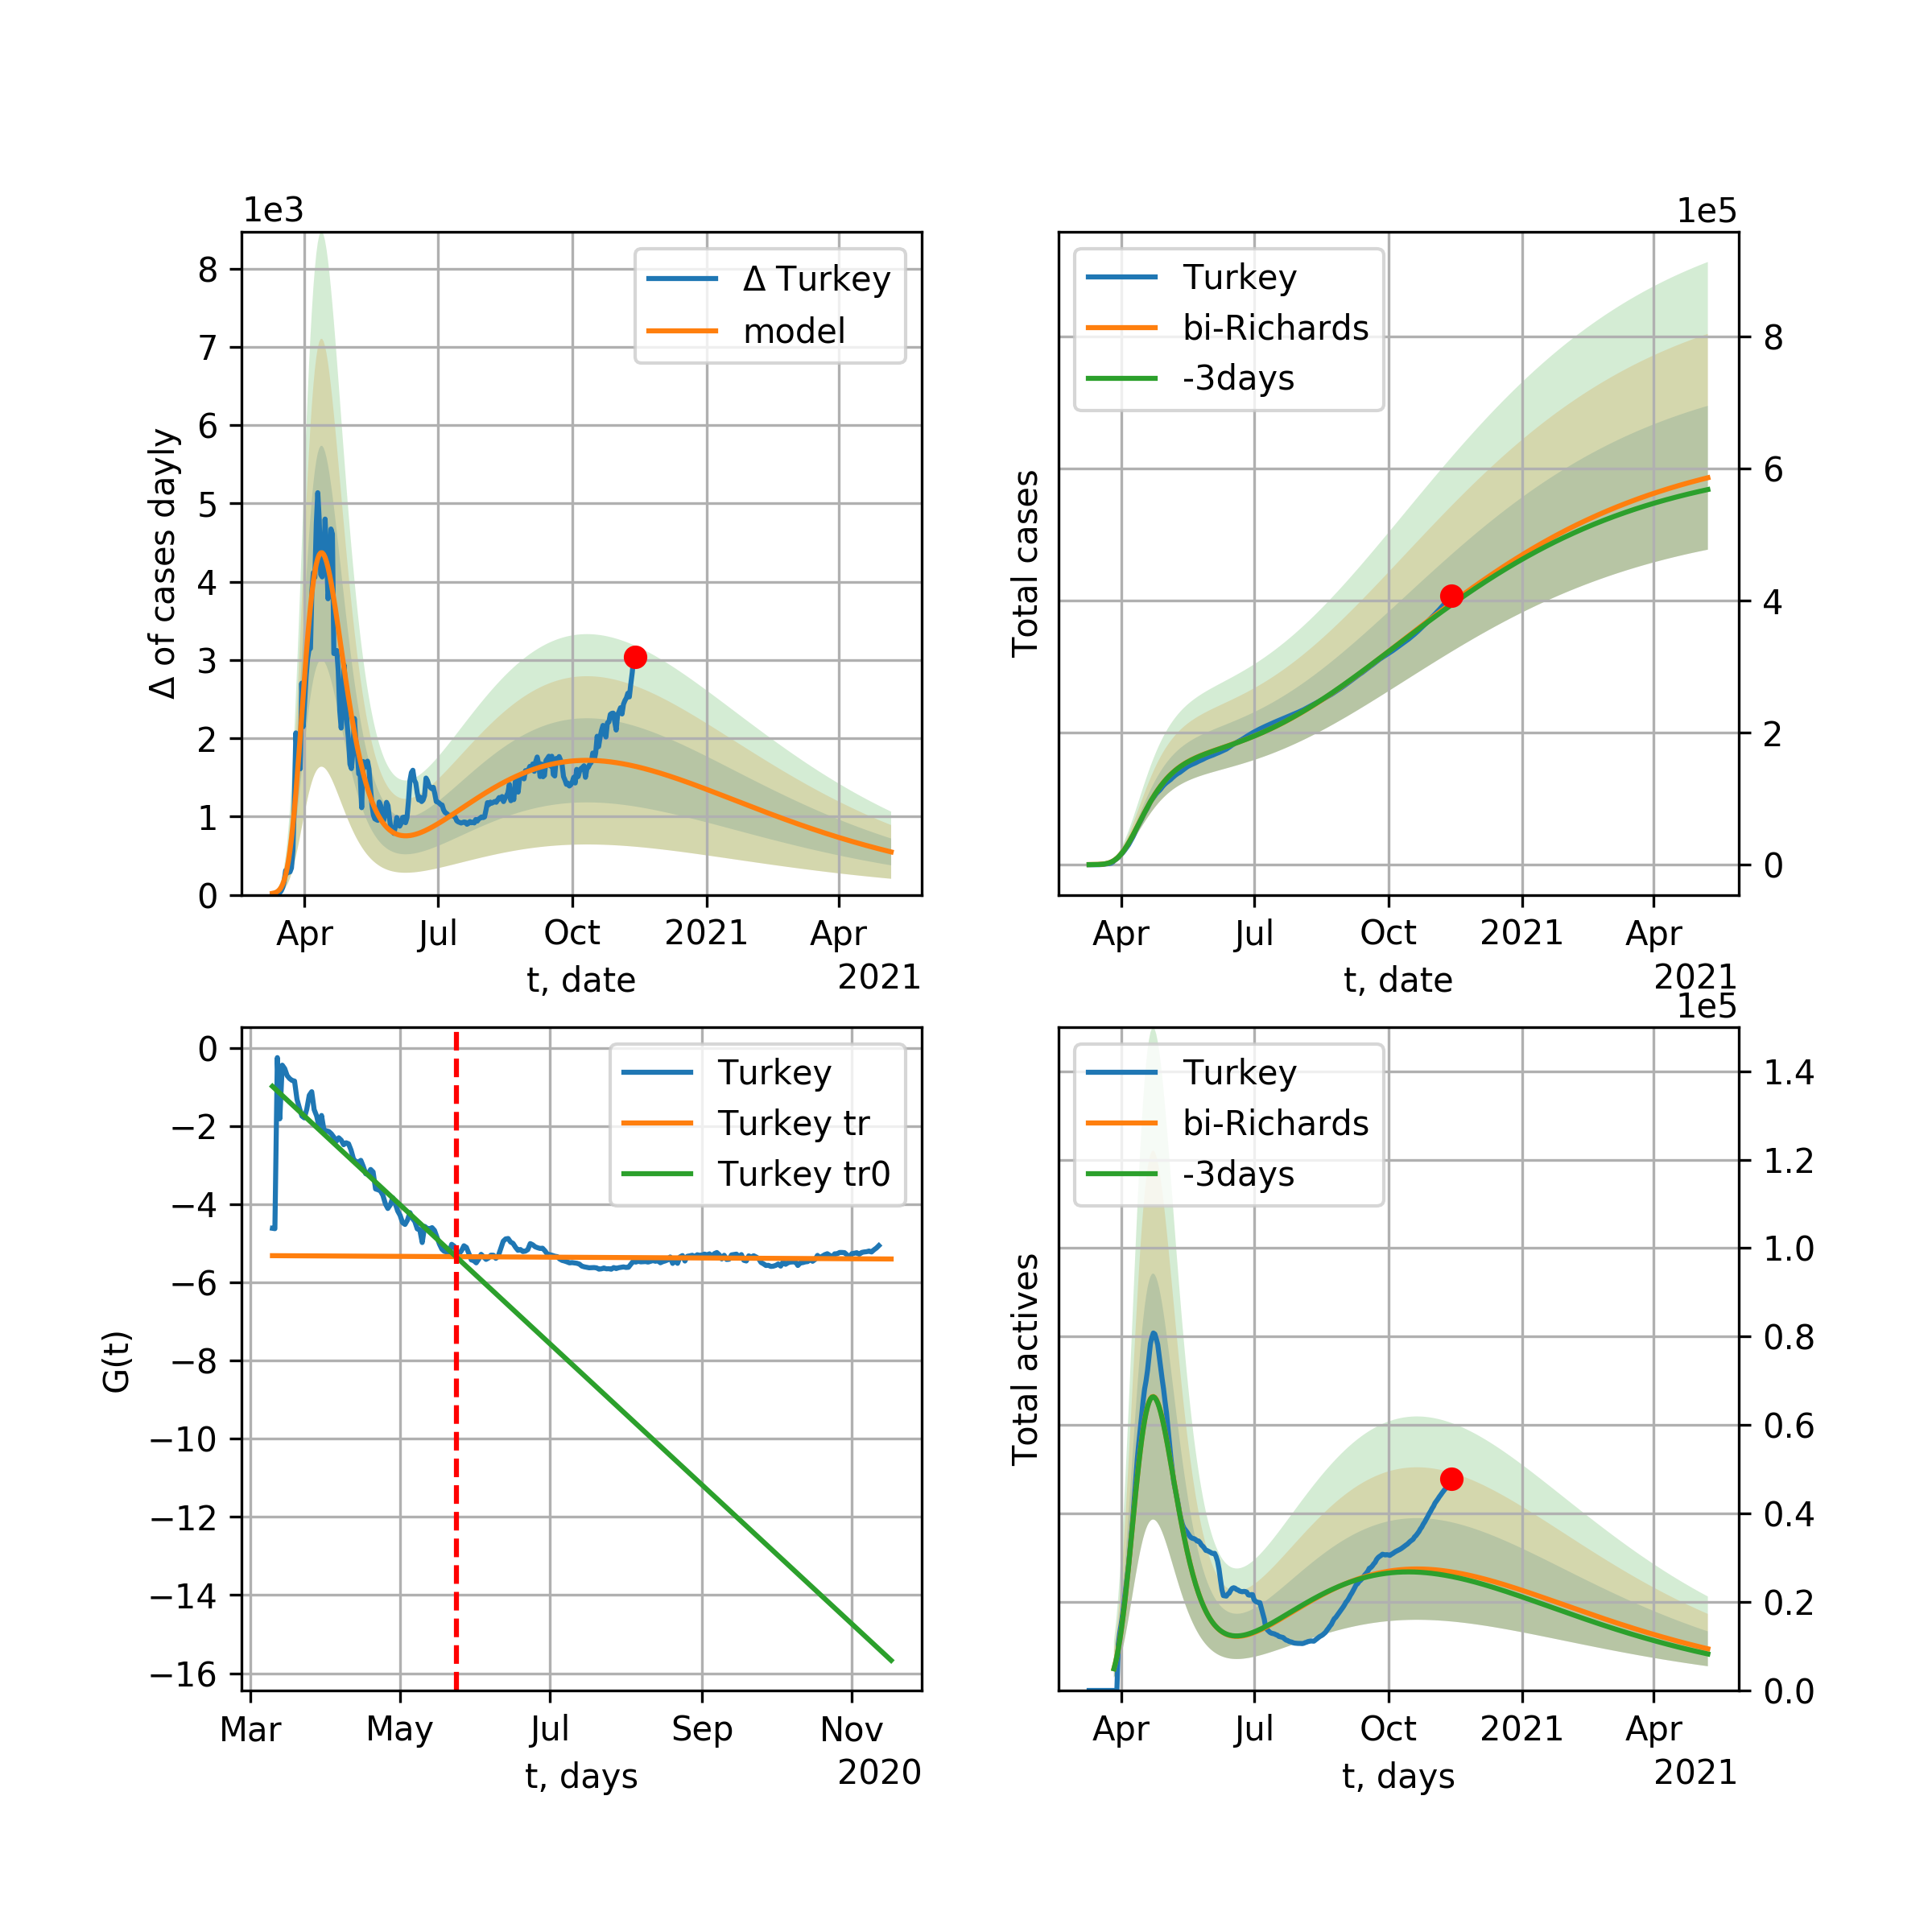 1e3
8
7
6
5
4
3
2
1
0
Δ of cases dayly
Δ Turkey
model
Apr Jul Oct 2021 Apr
t, date
2021
1e5
Turkey
bi-Richards
-3days
Total cases
8
6
4
2
0
Apr Jul Oct 2021 Apr
t, date
2021
0
−2
−4
−6
−8
−10
−12
−14
−16
G(t)
Turkey
Turkey tr
Turkey tr0
Mar May Jul Sep Nov
t, days
2020
1e5
Turkey
bi-Richards
-3days
Total actives
1.4
1.2
1.0
0.8
0.6
0.4
0.2
0.0
Apr Jul Oct 2021 Apr
t, days
2021